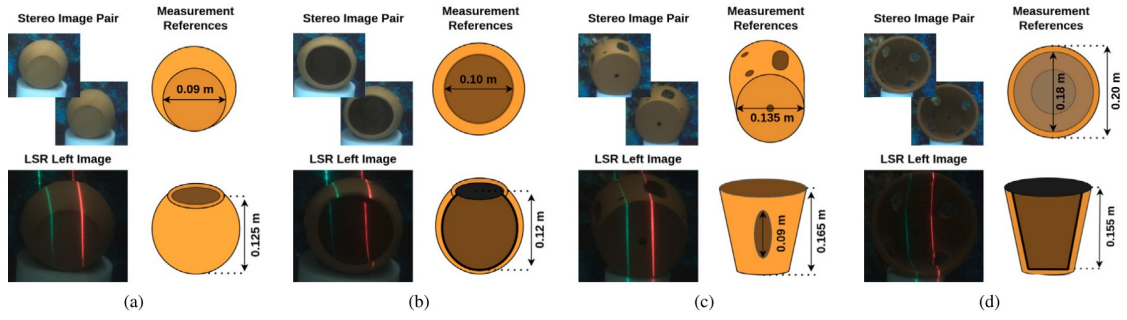 Stereo Image Pair
Measurement
References
0.09 m
LSR Left Image
0.125 m
(a)
Stereo Image Pair
Measurement
References
0.10 m
LSR Left Image
0.12 m
(b)
Stereo Image Pair
Measurement
References
0.135 m
LSR Left Image
0.09 m
0.165 m
(c)
Stereo Image Pair
Measurement
References
0.18 m
0.20 m
LSR Left Image
0.155 m
(d)